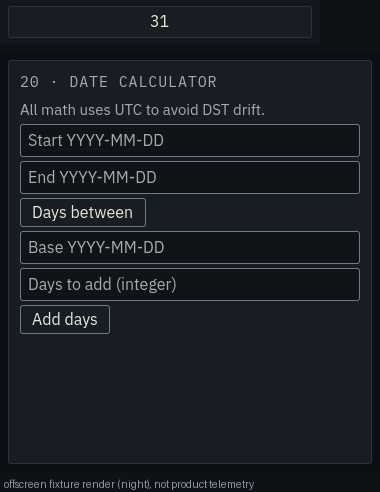 31
20 · DATE CALCULATOR
All math uses UTC to avoid DST drift.
Start YYYY-MM-DD
End YYYY-MM-DD
Days between
Base YYYY-MM-DD
Days to add (integer)
Add days
offscreen fixture render (night), not product telemetry